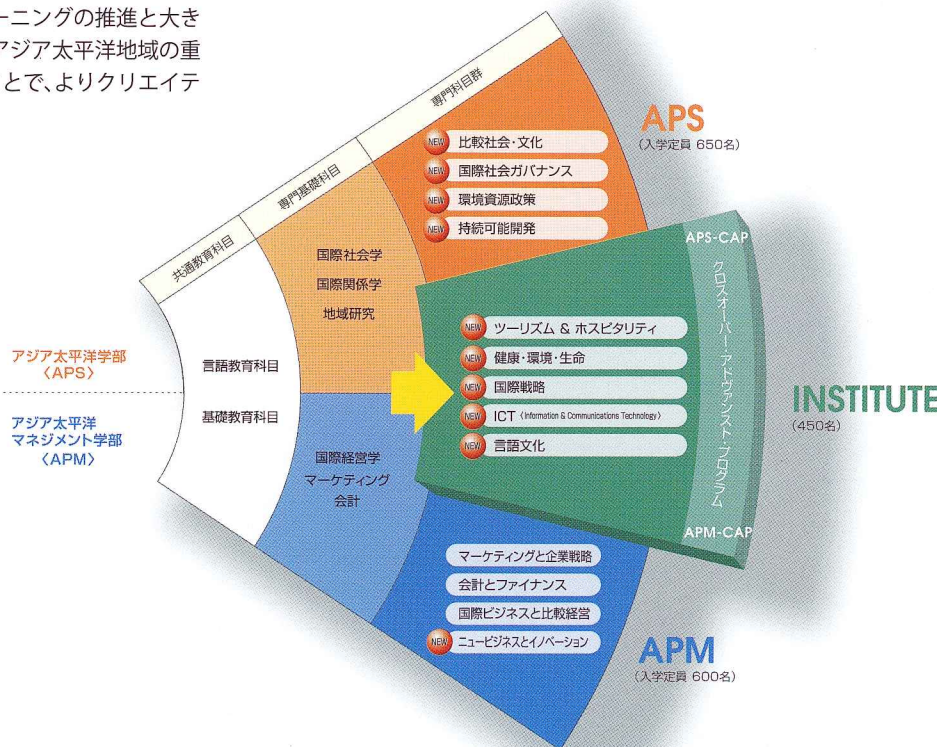 ーニングの推進と大き
アジア太平洋地域の重
とで、よりクリエイテ
共通教育科目
専門基礎科目
専門科目群
APS
(入学定員 650名)
NEW 比較社会・文化
NEW 国際社会ガバナンス
NEW 環境資源政策
NEW 持続可能開発
国際社会学
国際関係学
地域研究
アジア太平洋学部
〈APS〉
アジア太平洋
マネジメント学部
〈APM〉
言語教育科目
基礎教育科目
国際経営学
マーケティング
会計
APS-CAP
クロスオーバー・アドヴァンスト・プログラム
APM-CAP
NEW ツーリズム & ホスピタリティ
NEW 健康・環境・生命
NEW 国際戦略
NEW ICT〈Information & Communications Technology〉
NEW 言語文化
INSTITUTE
(450名)
マーケティングと企業戦略
会計とファイナンス
国際ビジネスと比較経営
NEW ニュービジネスとイノベーション
APM
(入学定員 600名)